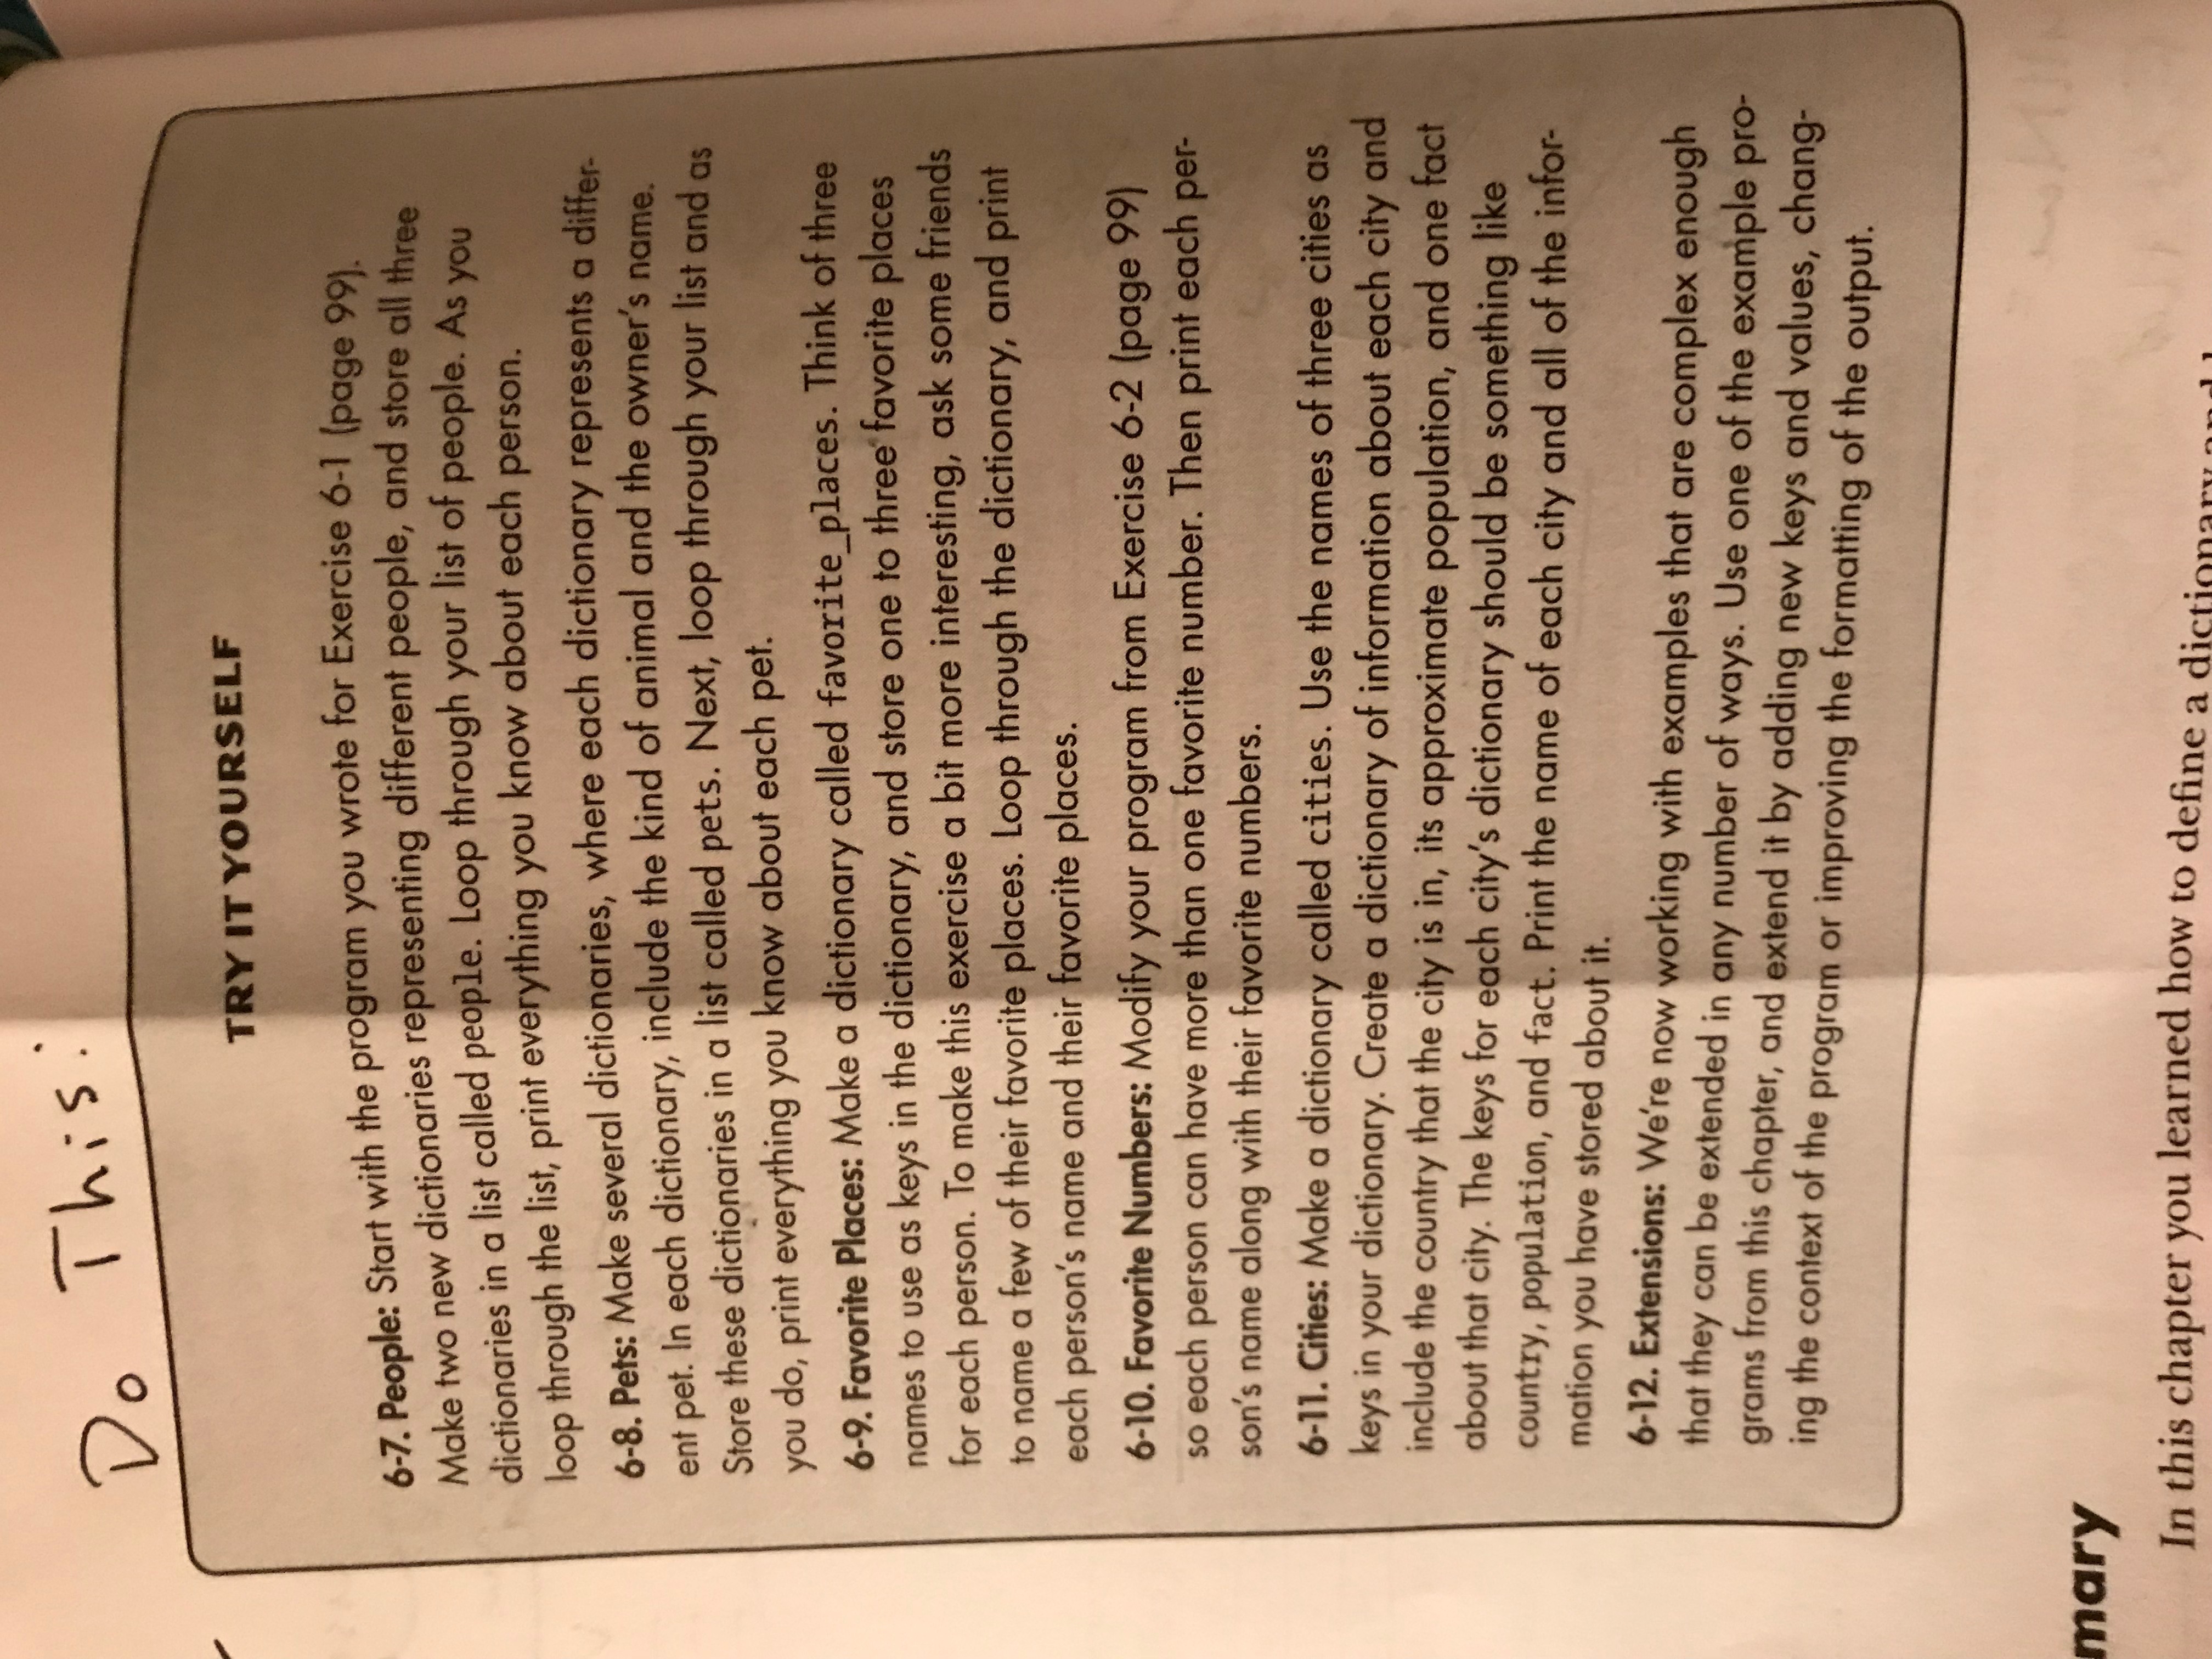 Do This:
TRY IT YOURSELF
6-7. People: Start with the program you wrote for Exercise 6-1 (page 99).
Make two new dictionaries representing different people, and store all three
dictionaries in a list called people. Loop through your list of people. As you
loop through the list, print everything you know about each person.
6-8. Pets: Make several dictionaries, where each dictionary represents a differ-
ent pet. In each dictionary, include the kind of animal and the owner's name.
Store these dictionaries in a list called pets. Next, loop through your list and as
you do, print everything you know about each pet.
6-9. Favorite Places: Make a dictionary called favorite_places. Think of three
names to use as keys in the dictionary, and store one to three favorite places
for each person. To make this exercise a bit more interesting, ask some friends
to name a few of their favorite places. Loop through the dictionary, and print
each person's name and their favorite places.
6-10. Favorite Numbers: Modify your program from Exercise 6-2 (page 99)
so each person can have more than one favorite number. Then print each per-
son's name along with their favorite numbers.
6-11. Cities: Make a dictionary called cities. Use the names of three cities as
keys in your dictionary. Create a dictionary of information about each city and
include the country that the city is in, its approximate population, and one fact
about that city. The keys for each city's dictionary should be something like
country, population, and fact. Print the name of each city and all of the infor-
mation you have stored about it.
6-12. Extensions: We're now working with examples that are complex enough
that they can be extended in any number of ways. Use one of the example pro-
grams from this chapter, and extend it by adding new keys and values, chang-
ing the context of the program or improving the formatting of the output.
mary
In this chapter you learned how to define a dictionary and